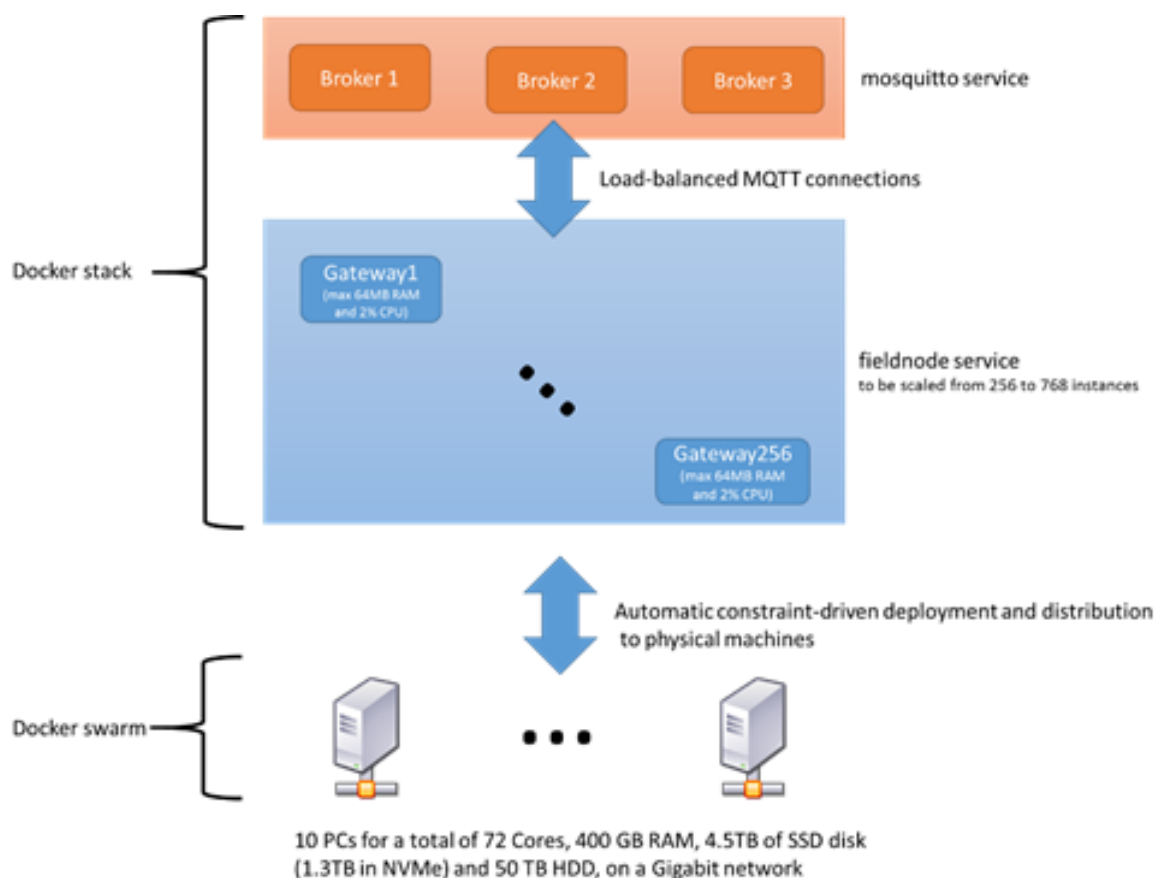 Broker 1
Broker 2
Broker 3
mosquitto service
Load-balanced MQTT connections
Docker stack
Gateway1
(max 64MB RAM
and 2% CPU)
fieldnode service
to be scaled from 256 to 768 instances
Gateway256
(max 64MB RAM
and 2% CPU)
Automatic constraint-driven deployment and distribution
to physical machines
Docker swarm
10 PCs for a total of 72 Cores, 400 GB RAM, 4.5TB of SSD disk
(1.3TB in NVMe) and 50 TB HDD, on a Gigabit network